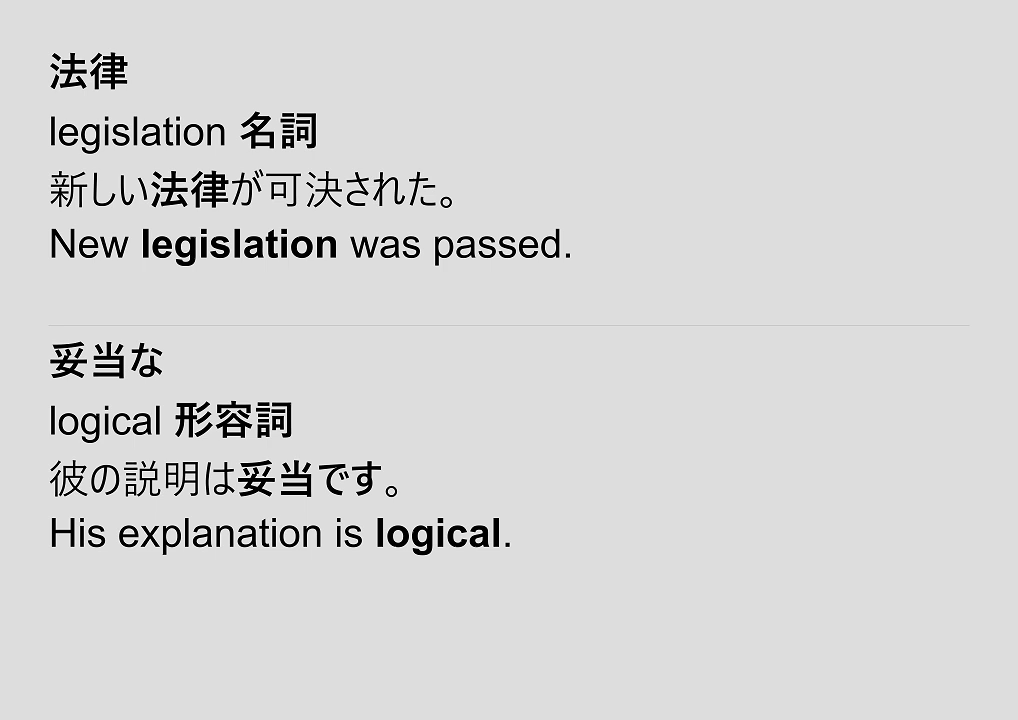 法律
legislation 名詞
新しい法律が可決された。
New legislation was passed.
妥当な
logical 形容詞
彼の説明は妥当です。
His explanation is logical.